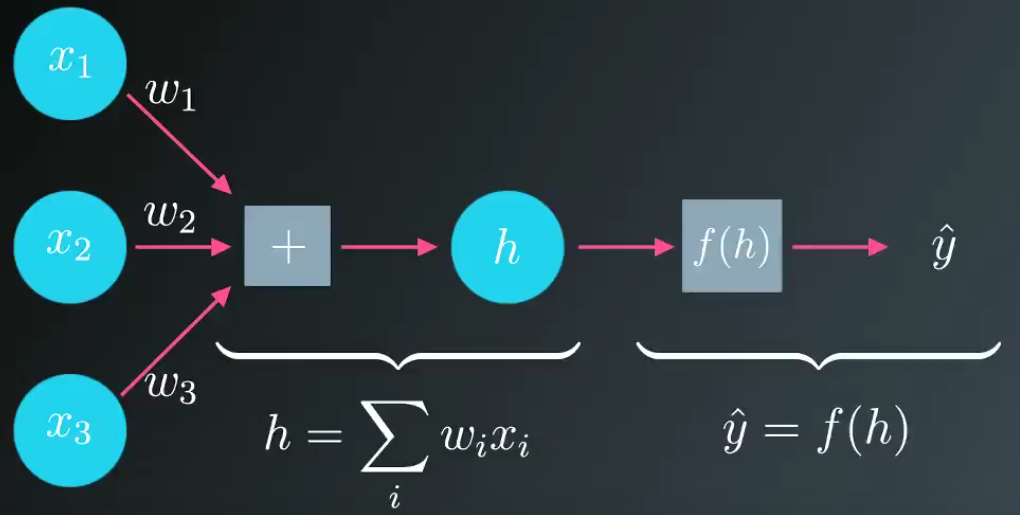 x₁
w₁
x₂
w₂
+
h
f(h)
ŷ
x₃
w₃
h = ∑ᵢ wᵢxᵢ
ŷ = f(h)